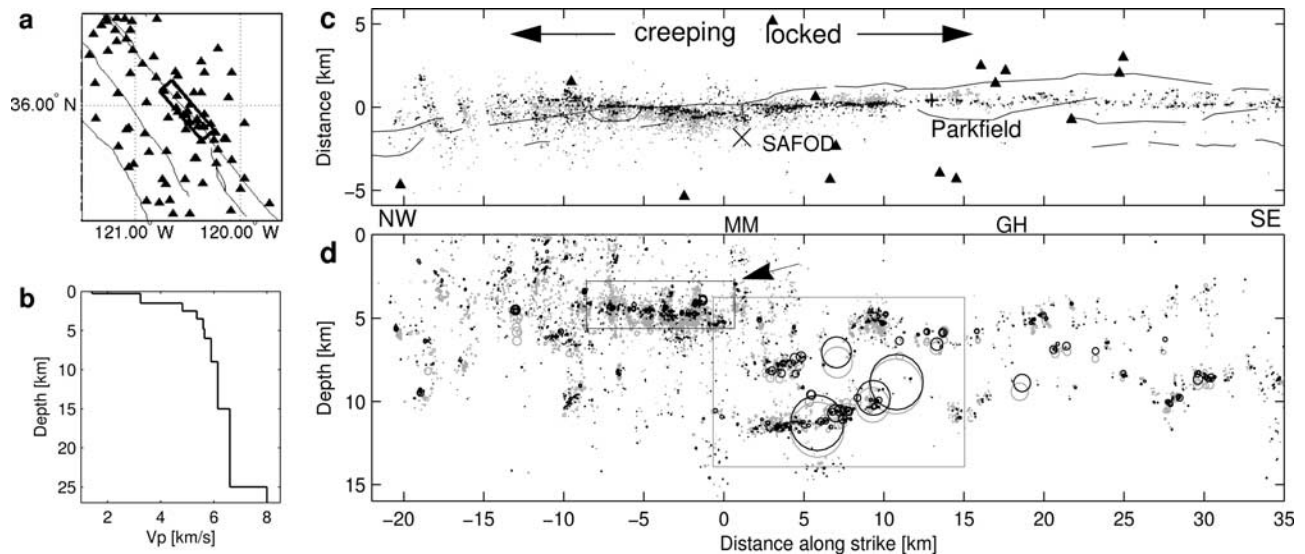 a
36.00° N
121.00° W 120.00° W
b
0
5
10
15
20
25
Depth [km]
2 4 6 8
Vp [km/s]
c
creeping locked
5
0
−5
Distance [km]
SAFOD
Parkfield
NW MM GH SE
d
0
5
10
15
Depth [km]
−20 −15 −10 −5 0 5 10 15 20 25 30 35
Distance along strike [km]